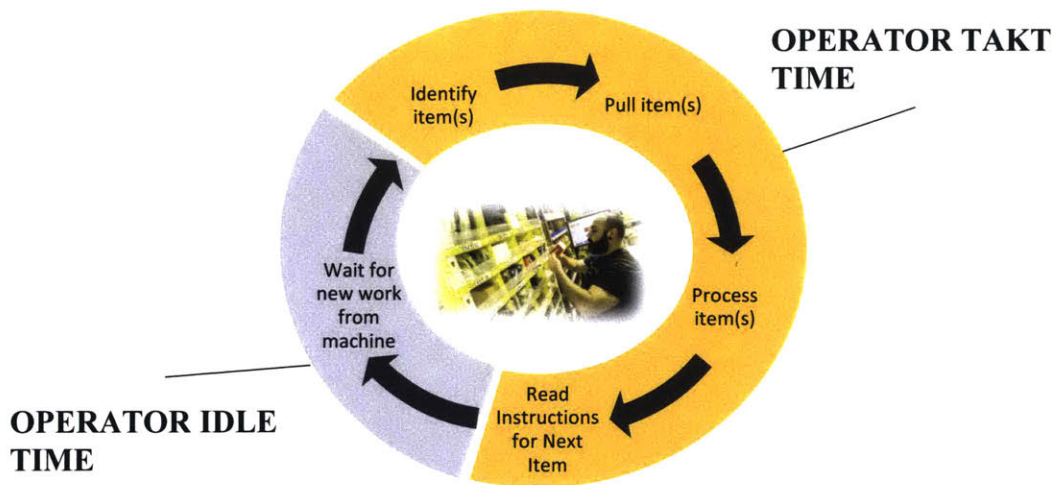 OPERATOR TAKT
TIME
Identify
item(s)
Pull item(s)
Process
item(s)
Read
Instructions
for Next
Item
Wait for
new work
from
machine
OPERATOR IDLE
TIME